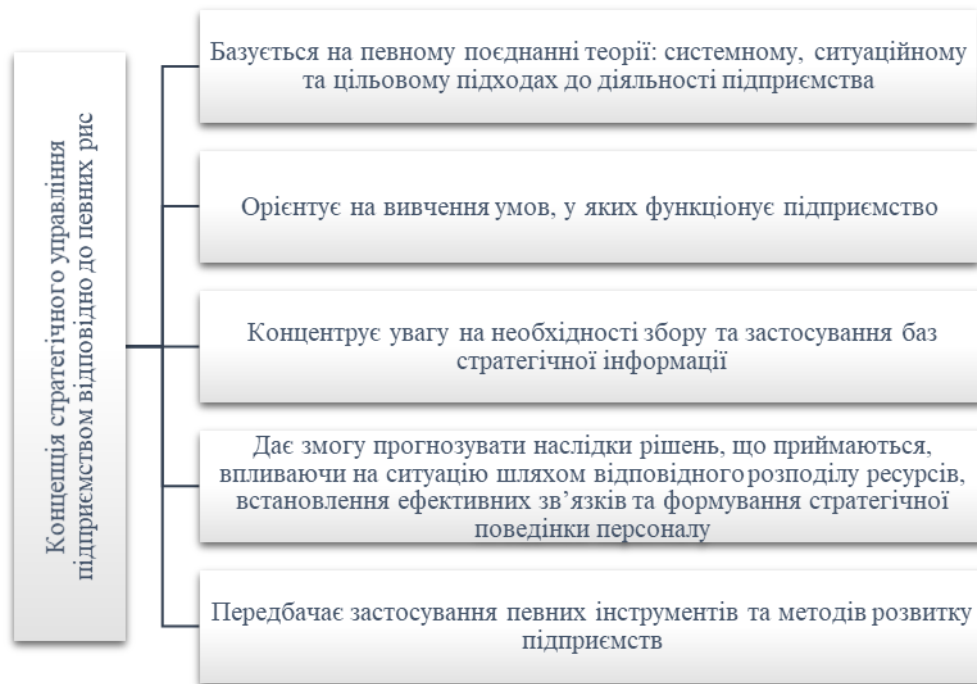 Концепція стратегічного управління
підприємством відповідно до певних рис
Базується на певному поєднанні теорії: системному, ситуаційному
та цільовому підходах до діяльності підприємства
Орієнтує на вивчення умов, у яких функціонує підприємство
Концентрує увагу на необхідності збору та застосування баз
стратегічної інформації
Дає змогу прогнозувати наслідки рішень, що приймаються,
впливаючи на ситуацію шляхом відповідного розподілу ресурсів,
встановлення ефективних зв’язків та формування стратегічної
поведінки персоналу
Передбачає застосування певних інструментів та методів розвитку
підприємств